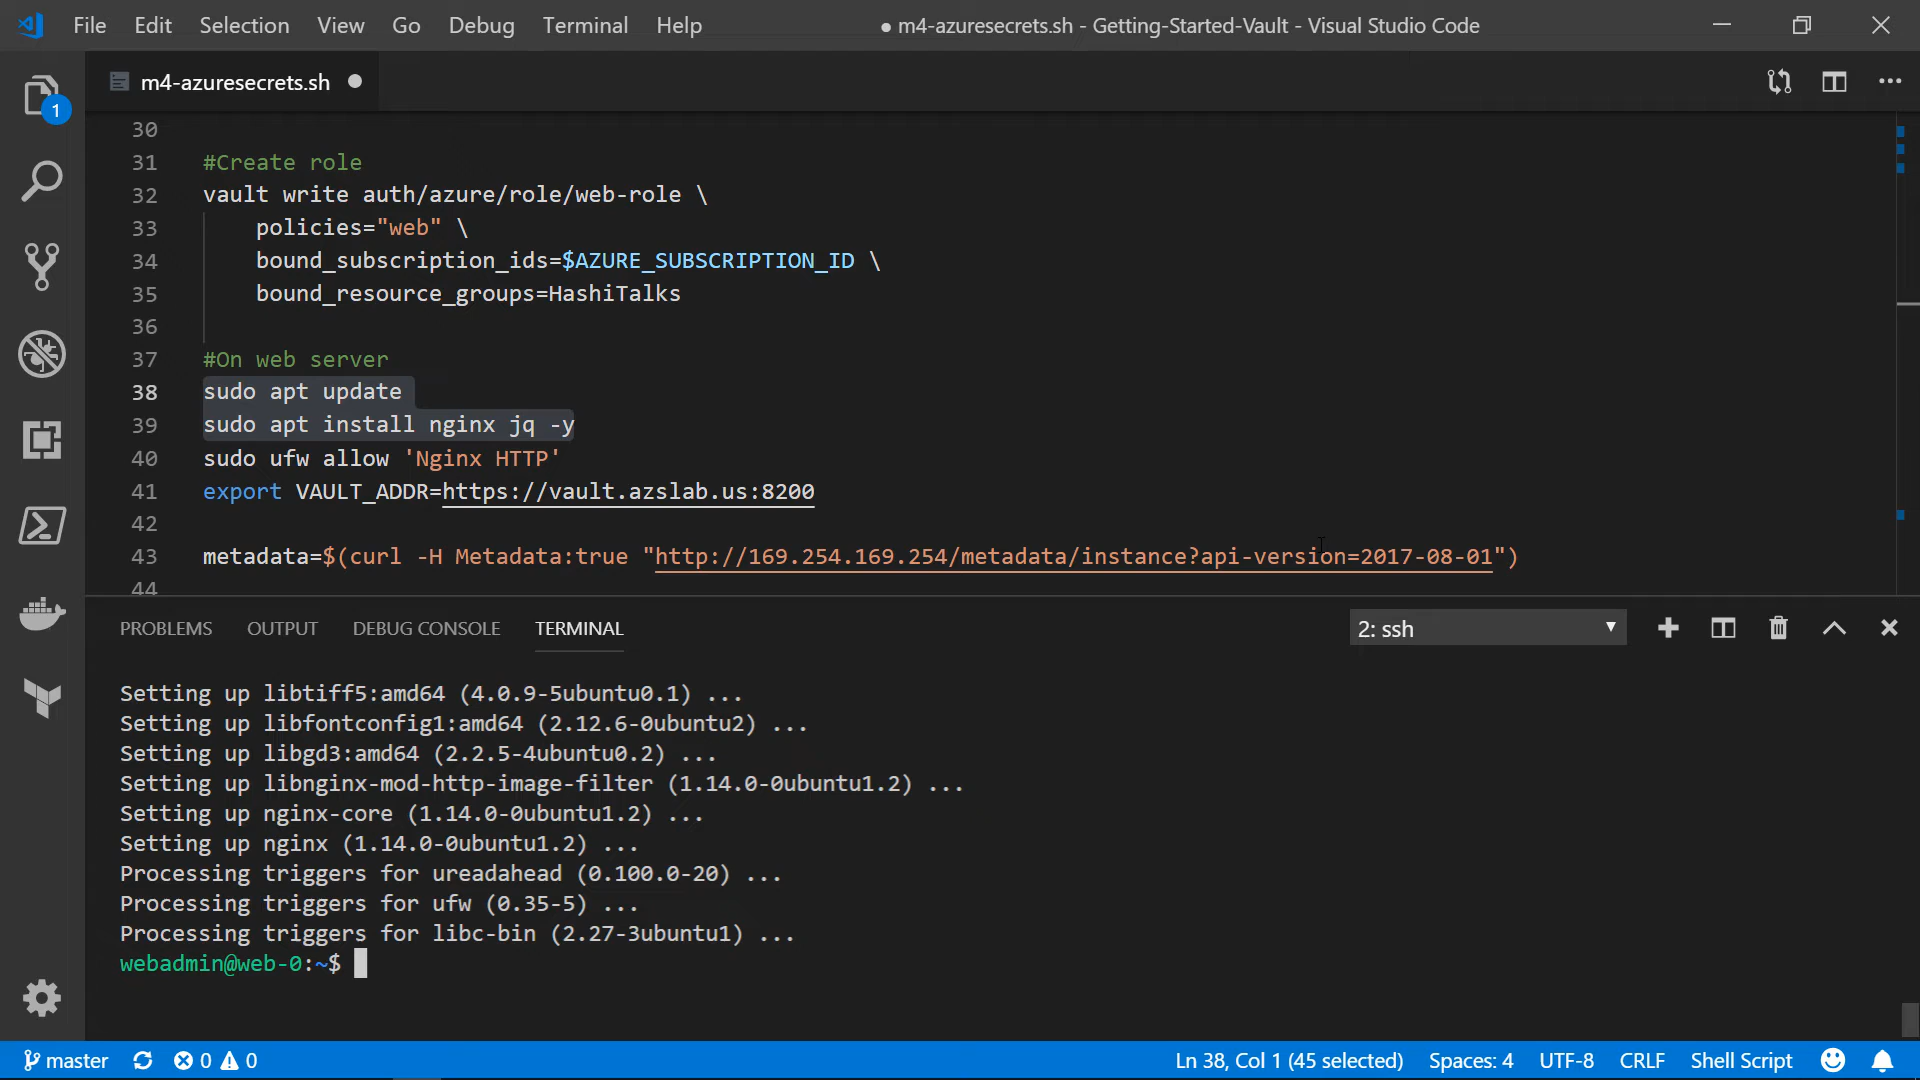 File Edit Selection View Go Debug Terminal Help ● m4-azuresecrets.sh - Getting-Started-Vault - Visual Studio Code
m4-azuresecrets.sh ●
1
30
31 #Create role
32 vault write auth/azure/role/web-role \
33 policies="web" \
34 bound_subscription_ids=$AZURE_SUBSCRIPTION_ID \
35 bound_resource_groups=HashiTalks
36
37 #On web server
38 sudo apt update
39 sudo apt install nginx jq -y
40 sudo ufw allow 'Nginx HTTP'
41 export VAULT_ADDR=https://vault.azslab.us:8200
42
43 metadata=$(curl -H Metadata:true "http://169.254.169.254/metadata/instance?api-version=2017-08-01")
44
PROBLEMS OUTPUT DEBUG CONSOLE TERMINAL 2: ssh
Setting up libtiff5:amd64 (4.0.9-5ubuntu0.1) ...
Setting up libfontconfig1:amd64 (2.12.6-0ubuntu2) ...
Setting up libgd3:amd64 (2.2.5-4ubuntu0.2) ...
Setting up libnginx-mod-http-image-filter (1.14.0-0ubuntu1.2) ...
Setting up nginx-core (1.14.0-0ubuntu1.2) ...
Setting up nginx (1.14.0-0ubuntu1.2) ...
Processing triggers for ureadahead (0.100.0-20) ...
Processing triggers for ufw (0.35-5) ...
Processing triggers for libc-bin (2.27-3ubuntu1) ...
webadmin@web-0:~$
master 0 0 Ln 38, Col 1 (45 selected) Spaces: 4 UTF-8 CRLF Shell Script